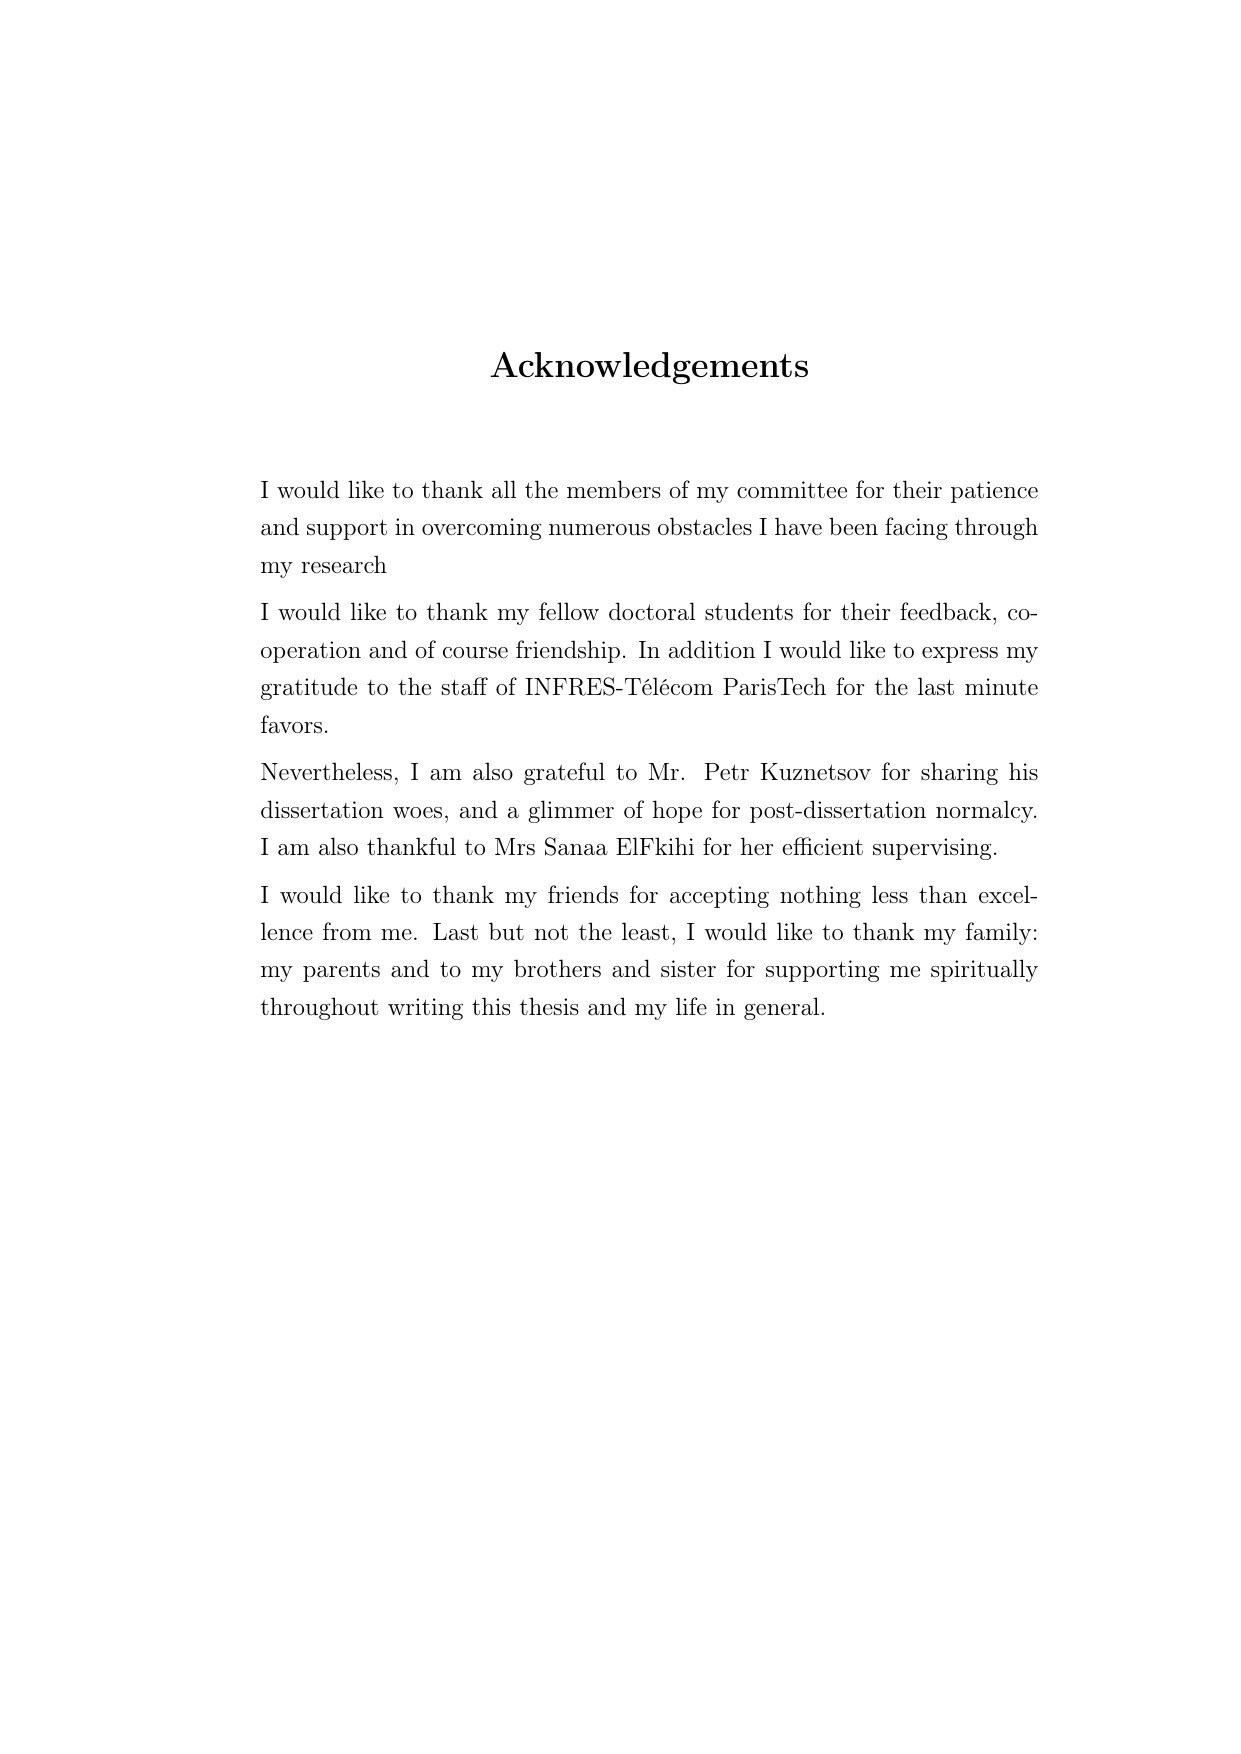 Acknowledgements
I would like to thank all the members of my committee for their patience
and support in overcoming numerous obstacles I have been facing through
my research
I would like to thank my fellow doctoral students for their feedback, co-
operation and of course friendship. In addition I would like to express my
gratitude to the staff of INFRES-Télécom ParisTech for the last minute
favors.
Nevertheless, I am also grateful to Mr. Petr Kuznetsov for sharing his
dissertation woes, and a glimmer of hope for post-dissertation normalcy.
I am also thankful to Mrs Sanaa ElFkihi for her efficient supervising.
I would like to thank my friends for accepting nothing less than excel-
lence from me. Last but not the least, I would like to thank my family:
my parents and to my brothers and sister for supporting me spiritually
throughout writing this thesis and my life in general.